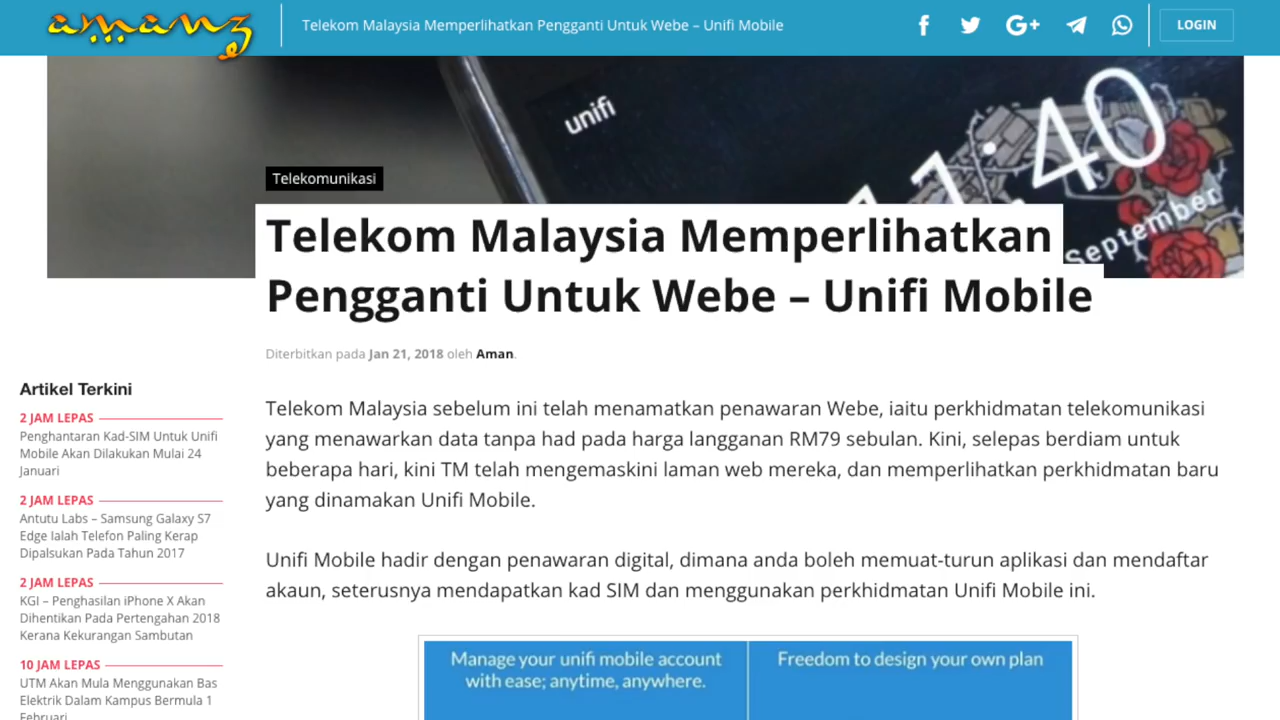 amanz
Telekom Malaysia Memperlihatkan Pengganti Untuk Webe – Unifi Mobile
LOGIN
unifi
11:40
September
Telekomunikasi
Telekom Malaysia Memperlihatkan
Pengganti Untuk Webe – Unifi Mobile
Diterbitkan pada Jan 21, 2018 oleh Aman.
Artikel Terkini
2 JAM LEPAS
Penghantaran Kad-SIM Untuk Unifi
Mobile Akan Dilakukan Mulai 24
Januari
2 JAM LEPAS
Antutu Labs – Samsung Galaxy S7
Edge Ialah Telefon Paling Kerap
Dipalsukan Pada Tahun 2017
2 JAM LEPAS
KGI – Penghasilan iPhone X Akan
Dihentikan Pada Pertengahan 2018
Kerana Kekurangan Sambutan
10 JAM LEPAS
UTM Akan Mula Menggunakan Bas
Elektrik Dalam Kampus Bermula 1
Februari
Telekom Malaysia sebelum ini telah menamatkan penawaran Webe, iaitu perkhidmatan telekomunikasi
yang menawarkan data tanpa had pada harga langganan RM79 sebulan. Kini, selepas berdiam untuk
beberapa hari, kini TM telah mengemaskini laman web mereka, dan memperlihatkan perkhidmatan baru
yang dinamakan Unifi Mobile.
Unifi Mobile hadir dengan penawaran digital, dimana anda boleh memuat-turun aplikasi dan mendaftar
akaun, seterusnya mendapatkan kad SIM dan menggunakan perkhidmatan Unifi Mobile ini.
Manage your unifi mobile account
with ease; anytime, anywhere.
Freedom to design your own plan